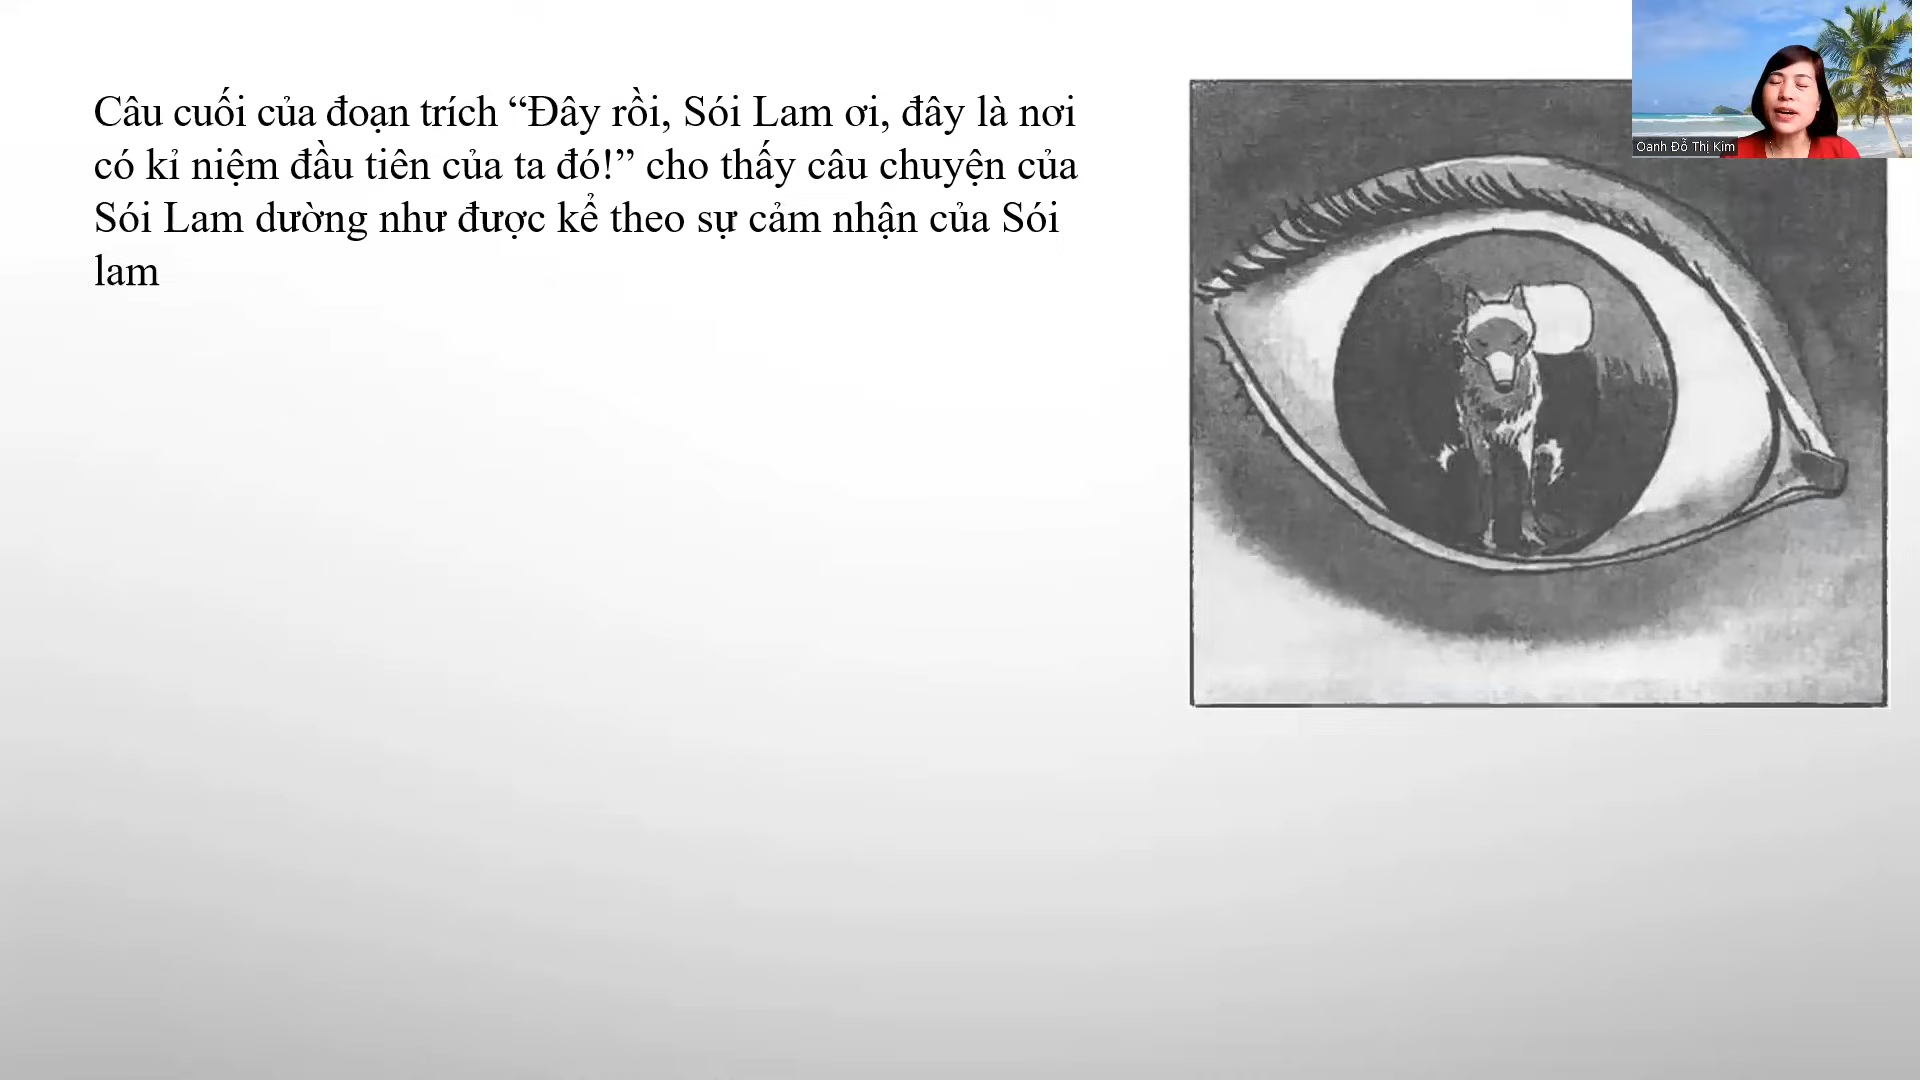 Câu cuối của đoạn trích “Đây rồi, Sói Lam ơi, đây là nơi
có kỉ niệm đầu tiên của ta đó!” cho thấy câu chuyện của
Sói Lam dường như được kể theo sự cảm nhận của Sói
lam
Oanh Đỗ Thị Kim